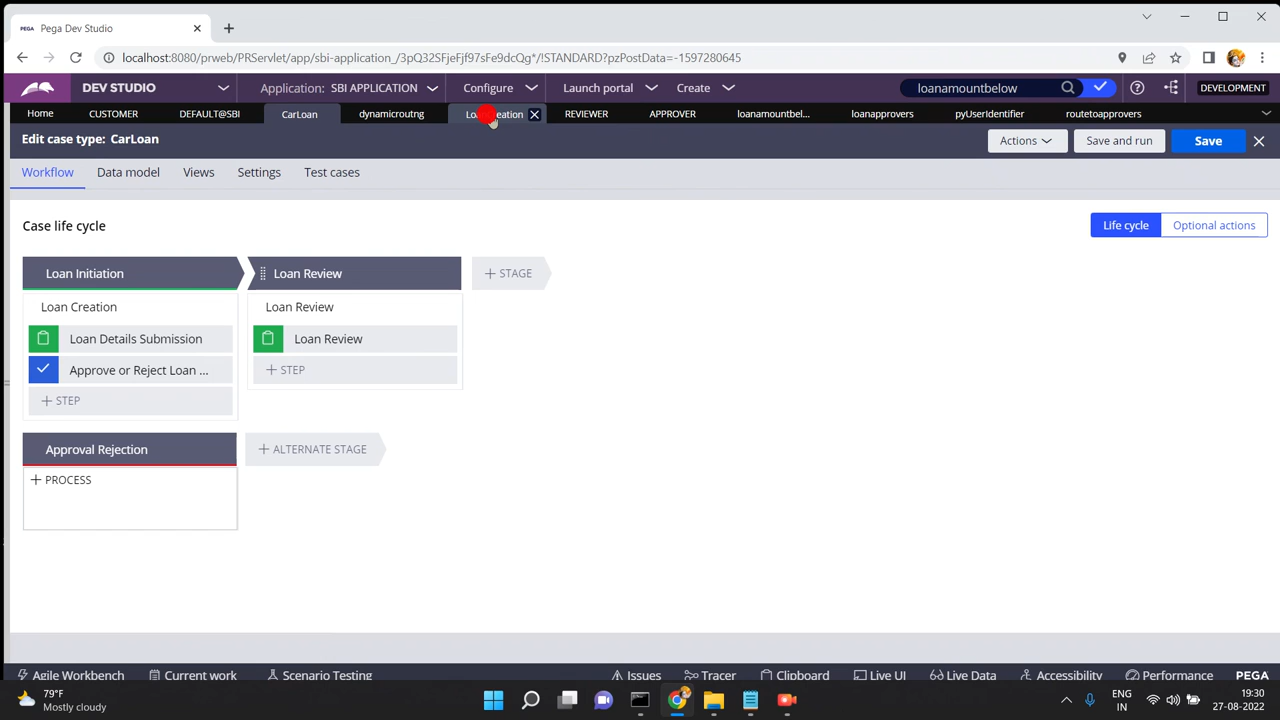 Pega Dev Studio
localhost:8080/prweb/PRServlet/app/sbi-application_/3pQ32SFjeFjf97sFe9drQg*/!STANDARD?pzPostData=-1597280645
DEV STUDIO
Application: SBI APPLICATION
Configure
Launch portal
Create
loanamountbelow
DEVELOPMENT
Home
CUSTOMER
DEFAULT@SBI
CarLoan
dynamicroutng
REVIEWER
APPROVER
loanamountbel...
loanapprovers
pyUserIdentifier
routetoapprovers
Edit case type: CarLoan
Actions
Save and run
Save
Workflow
Data model
Views
Settings
Test cases
Case life cycle
Life cycle
Optional actions
Loan Initiation
Loan Review
+ STAGE
Loan Creation
Loan Review
Loan Details Submission
Loan Review
Approve or Reject Loan ...
+ STEP
+ STEP
Approval Rejection
+ ALTERNATE STAGE
+ PROCESS
Agile Workbench
Current work
Scenario Testing
Issues
Tracer
Clipboard
Live UI
Live Data
Accessibility
Performance
PEGA
79°F
Mostly cloudy
ENG
IN
19:30
27-08-2022